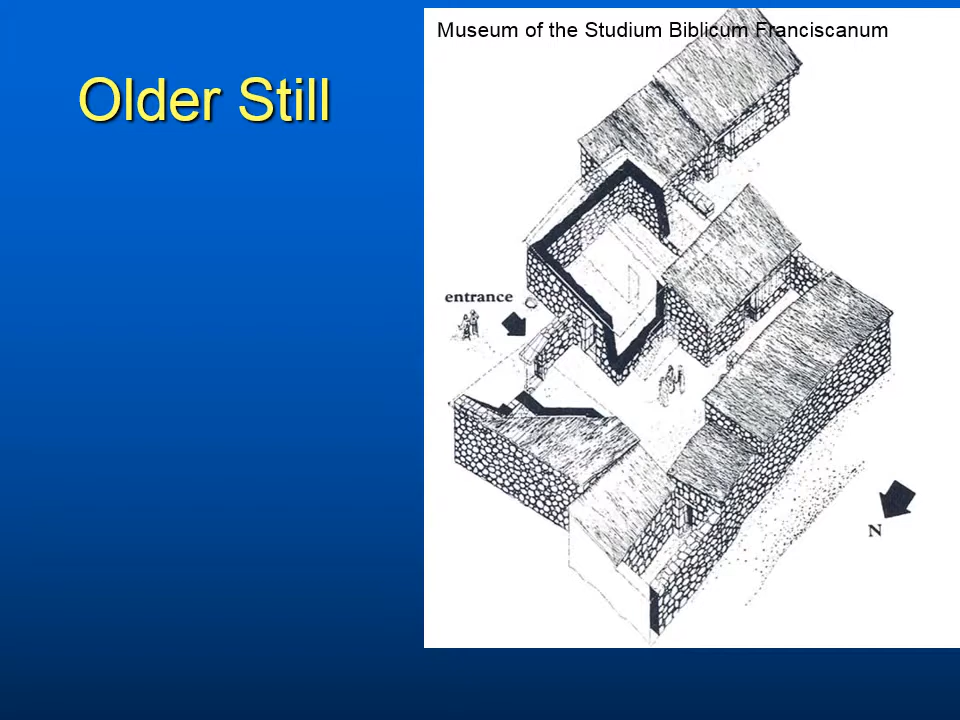 Museum of the Studium Biblicum Franciscanum
Older Still
entrance
N